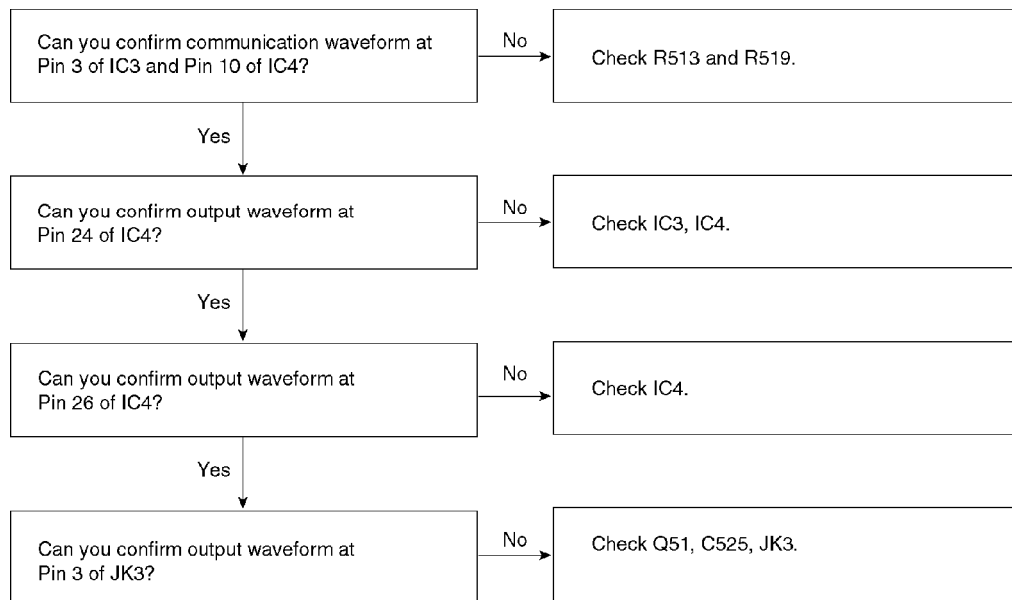 Can you confirm communication waveform at
Pin 3 of IC3 and Pin 10 of IC4?
No
Check R513 and R519.
Yes
Can you confirm output waveform at
Pin 24 of IC4?
No
Check IC3, IC4.
Yes
Can you confirm output waveform at
Pin 26 of IC4?
No
Check IC4.
Yes
Can you confirm output waveform at
Pin 3 of JK3?
No
Check Q51, C525, JK3.